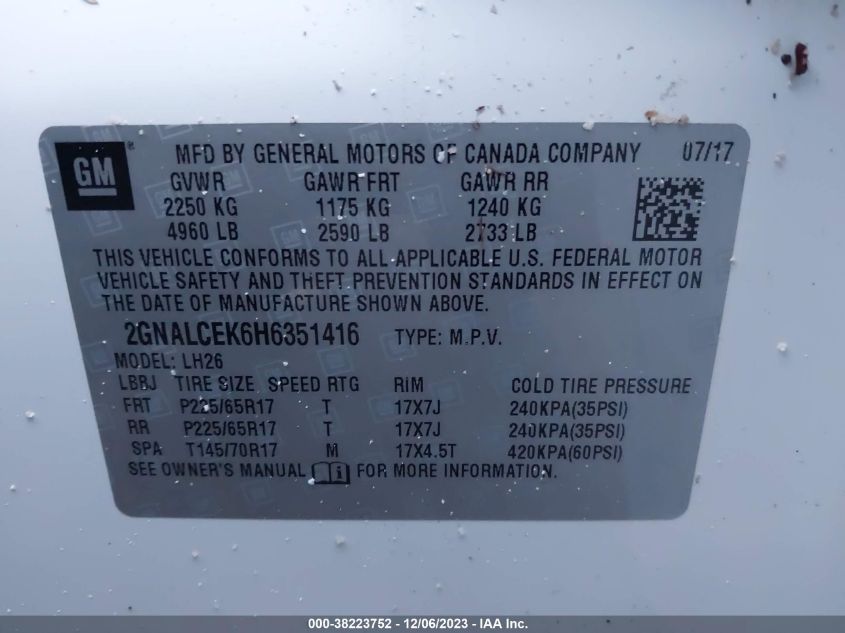 GM ® MFD BY GENERAL MOTORS OF CANADA COMPANY 07/17
GVWR GAWR FRT GAWR RR
2250 KG 1175 KG 1240 KG
4960 LB 2590 LB 2733 LB
THIS VEHICLE CONFORMS TO ALL APPLICABLE U.S. FEDERAL MOTOR
VEHICLE SAFETY AND THEFT PREVENTION STANDARDS IN EFFECT ON
THE DATE OF MANUFACTURE SHOWN ABOVE.
2GNALCEK6H6351416 TYPE: M.P.V.
MODEL: LH26
LBBJ TIRE SIZE SPEED RTG RIM COLD TIRE PRESSURE
FRT P225/65R17 T 17X7J 240KPA(35PSI)
RR P225/65R17 T 17X7J 240KPA(35PSI)
SPA T145/70R17 M 17X4.5T 420KPA(60PSI)
SEE OWNER'S MANUAL FOR MORE INFORMATION.
000-38223752 - 12/06/2023 - IAA Inc.